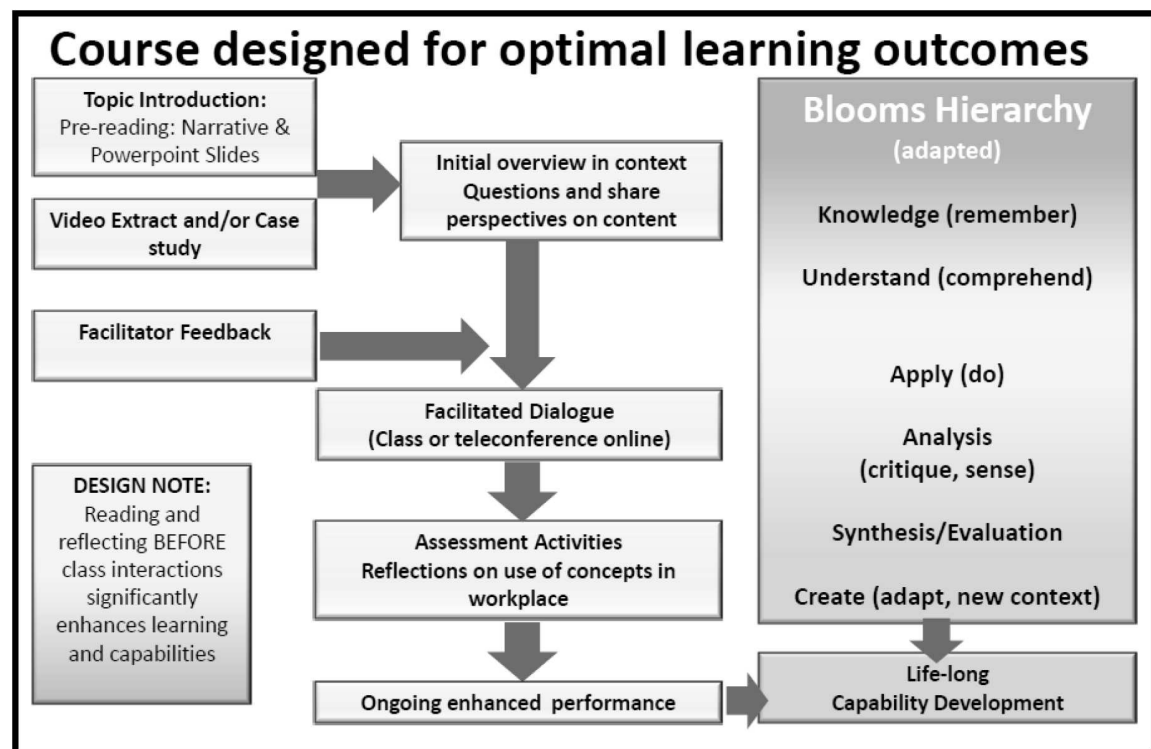 Course designed for optimal learning outcomes
Topic Introduction:
Pre-reading: Narrative &
Powerpoint Slides
Video Extract and/or Case
study
Initial overview in context
Questions and share
perspectives on content
Facilitator Feedback
Facilitated Dialogue
(Class or teleconference online)
DESIGN NOTE:
Reading and
reflecting BEFORE
class interactions
significantly
enhances learning
and capabilities
Assessment Activities
Reflections on use of concepts in
workplace
Ongoing enhanced performance
Blooms Hierarchy
(adapted)
Knowledge (remember)
Understand (comprehend)
Apply (do)
Analysis
(critique, sense)
Synthesis/Evaluation
Create (adapt, new context)
Life-long
Capability Development